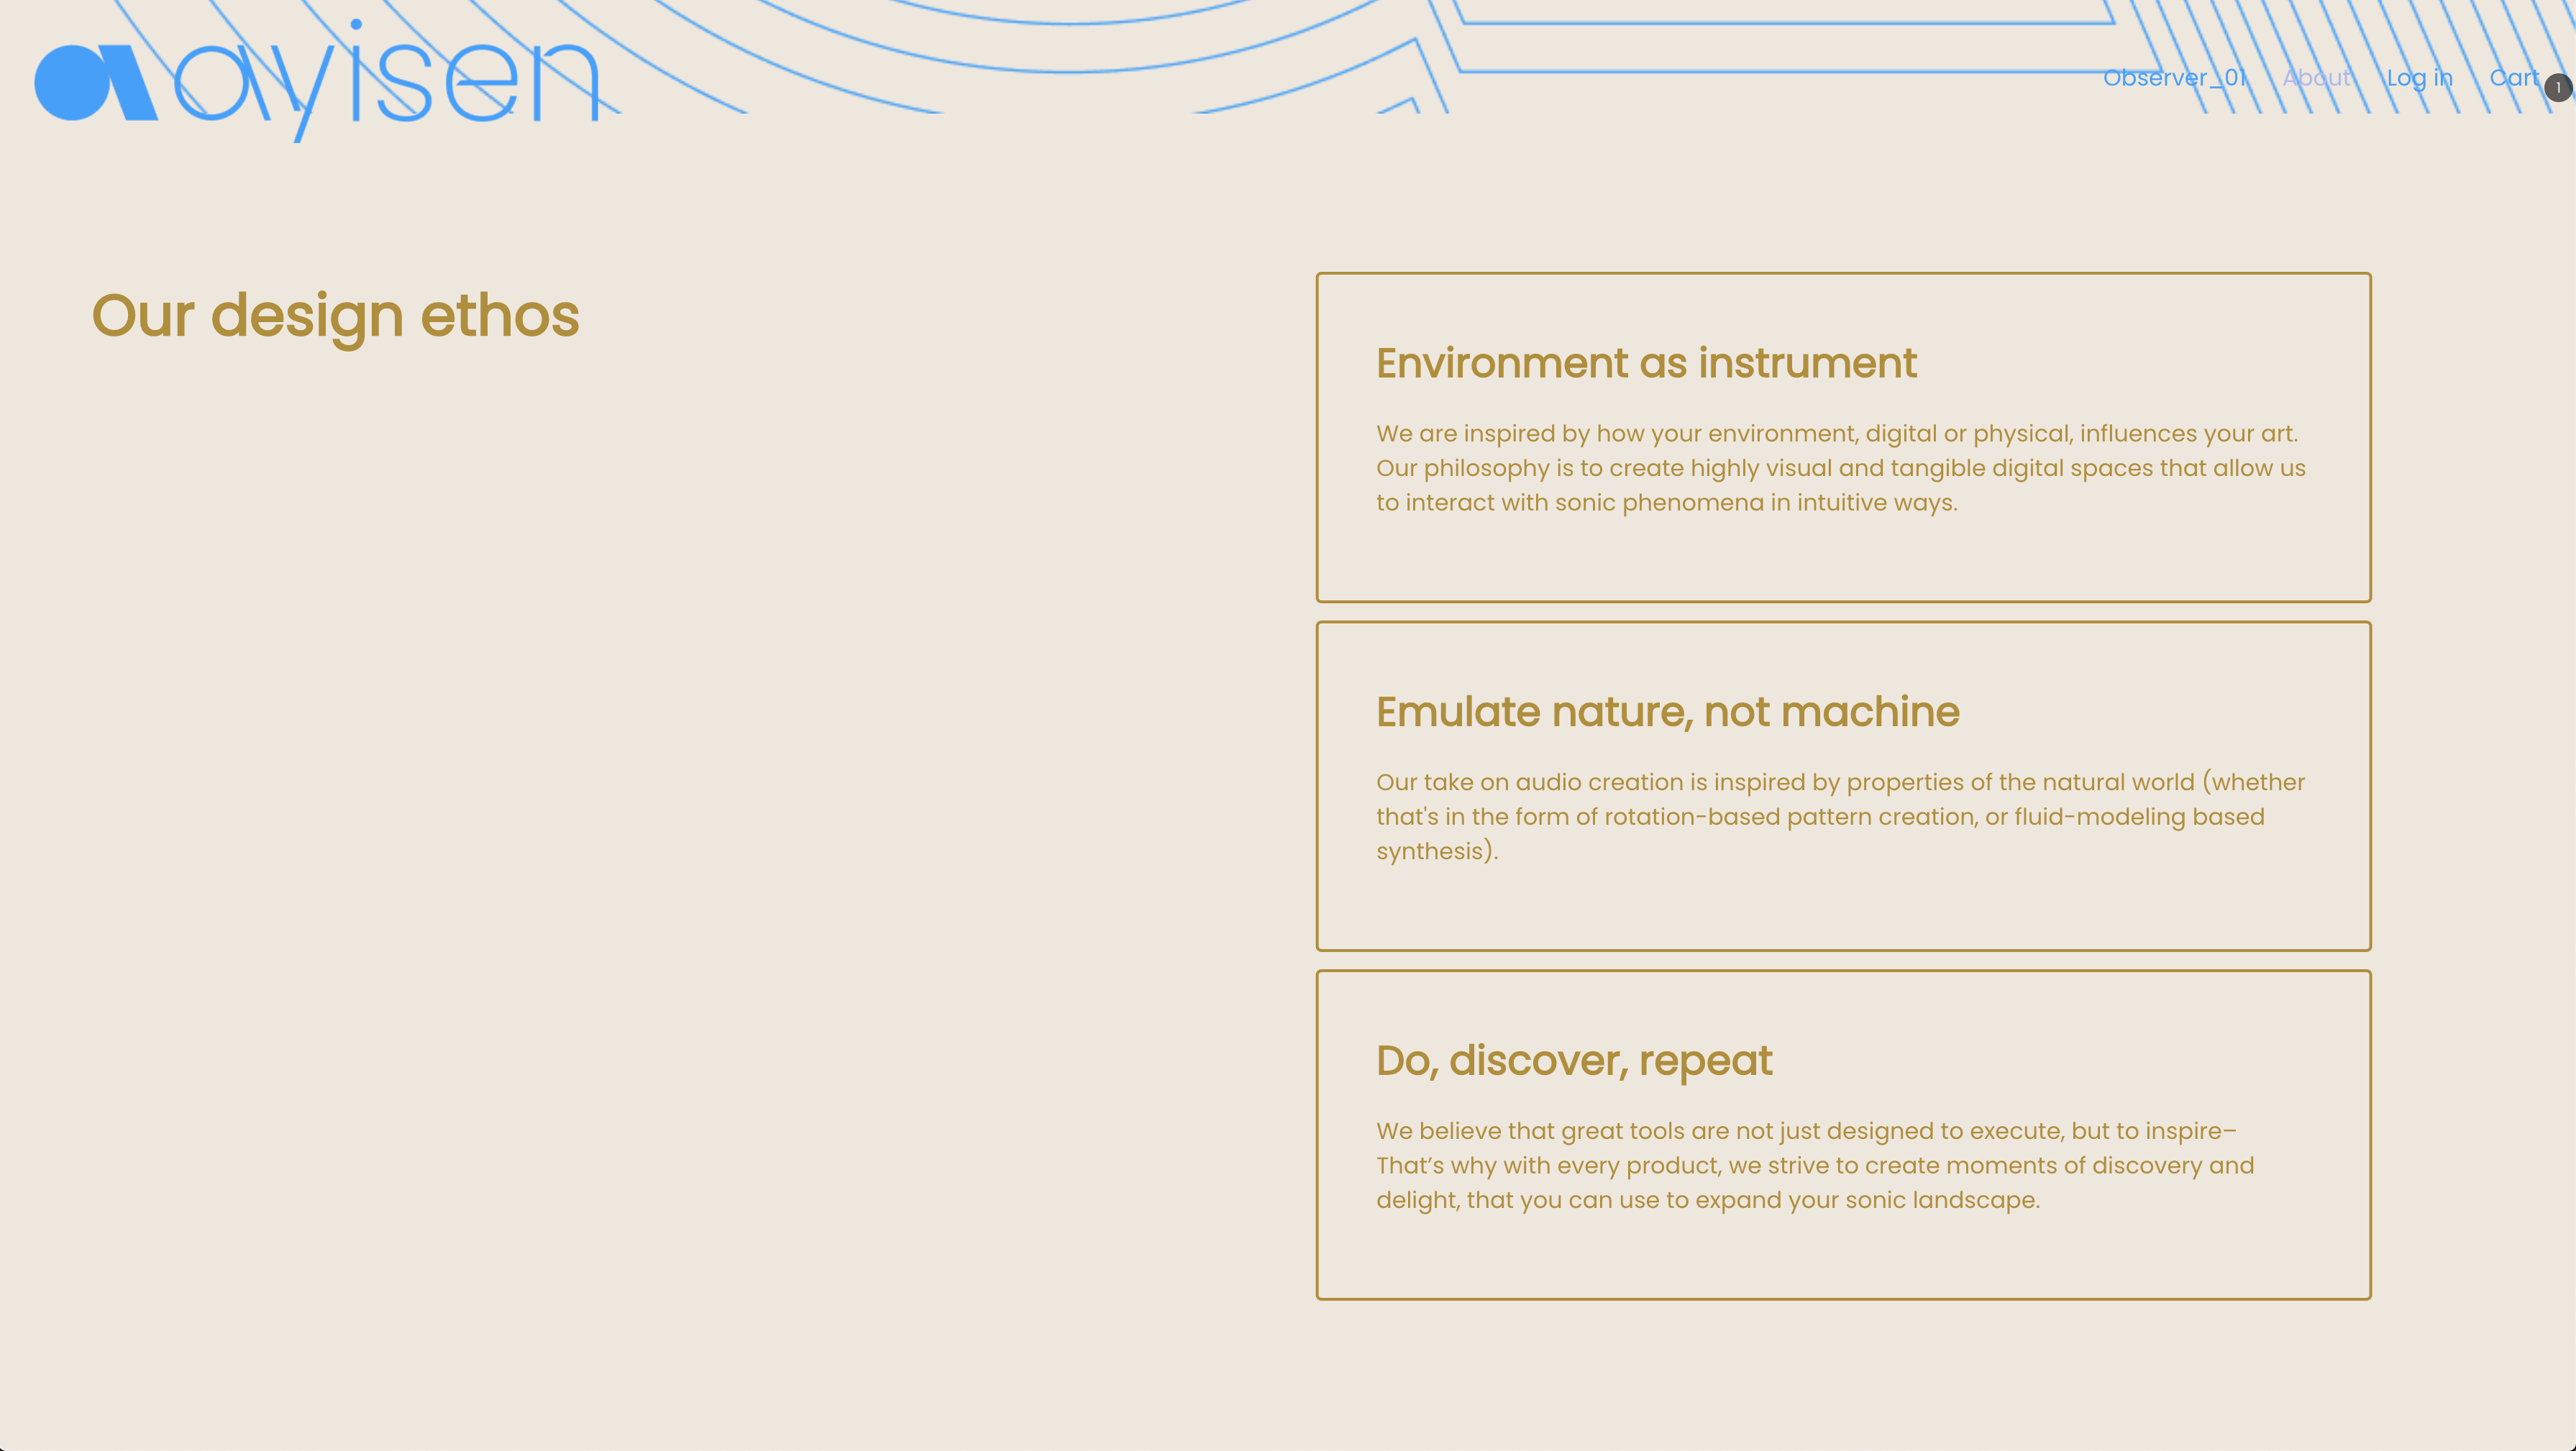 ayisen
Observer_01 About Log in Cart 1
Our design ethos
Environment as instrument
We are inspired by how your environment, digital or physical, influences your art.
Our philosophy is to create highly visual and tangible digital spaces that allow us
to interact with sonic phenomena in intuitive ways.
Emulate nature, not machine
Our take on audio creation is inspired by properties of the natural world (whether
that's in the form of rotation-based pattern creation, or fluid-modeling based
synthesis).
Do, discover, repeat
We believe that great tools are not just designed to execute, but to inspire–
That’s why with every product, we strive to create moments of discovery and
delight, that you can use to expand your sonic landscape.